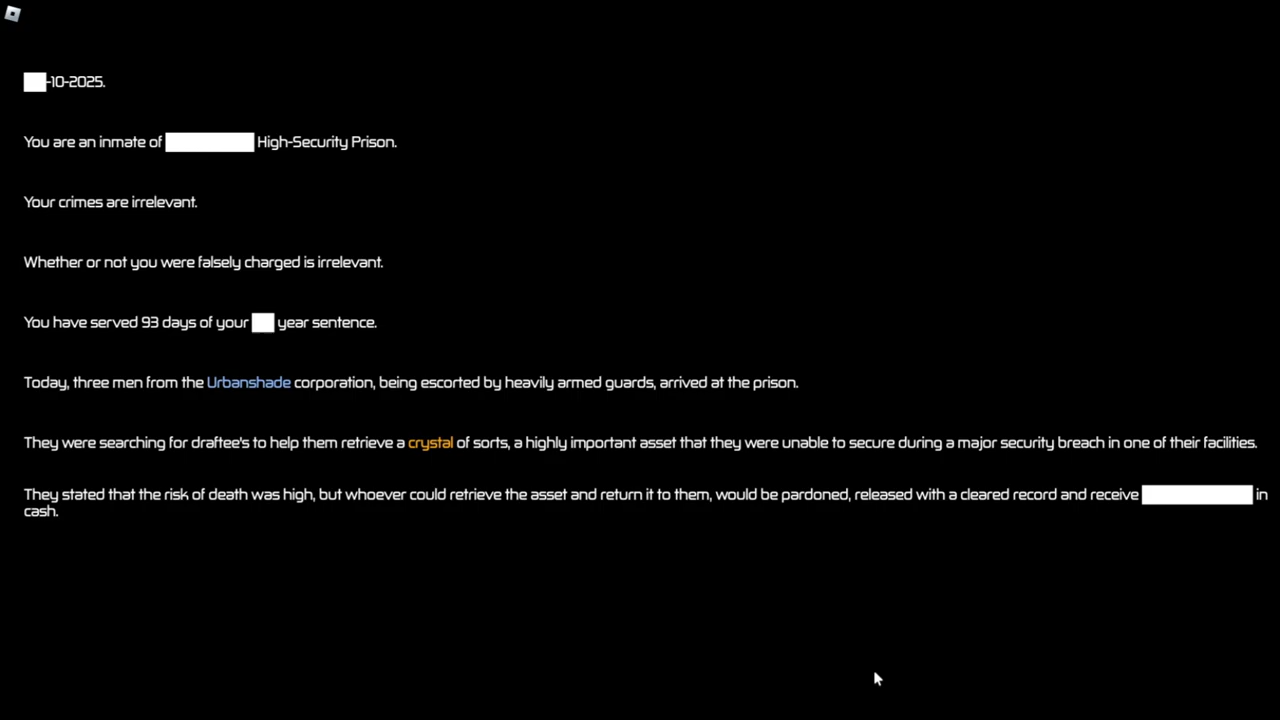 -10-2025.
You are an inmate of High-Security Prison.
Your crimes are irrelevant.
Whether or not you were falsely charged is irrelevant.
You have served 93 days of your year sentence.
Today, three men from the Urbanshade corporation, being escorted by heavily armed guards, arrived at the prison.
They were searching for draftee's to help them retrieve a crystal of sorts, a highly important asset that they were unable to secure during a major security breach in one of their facilities.
They stated that the risk of death was high, but whoever could retrieve the asset and return it to them, would be pardoned, released with a cleared record and receive in
cash.